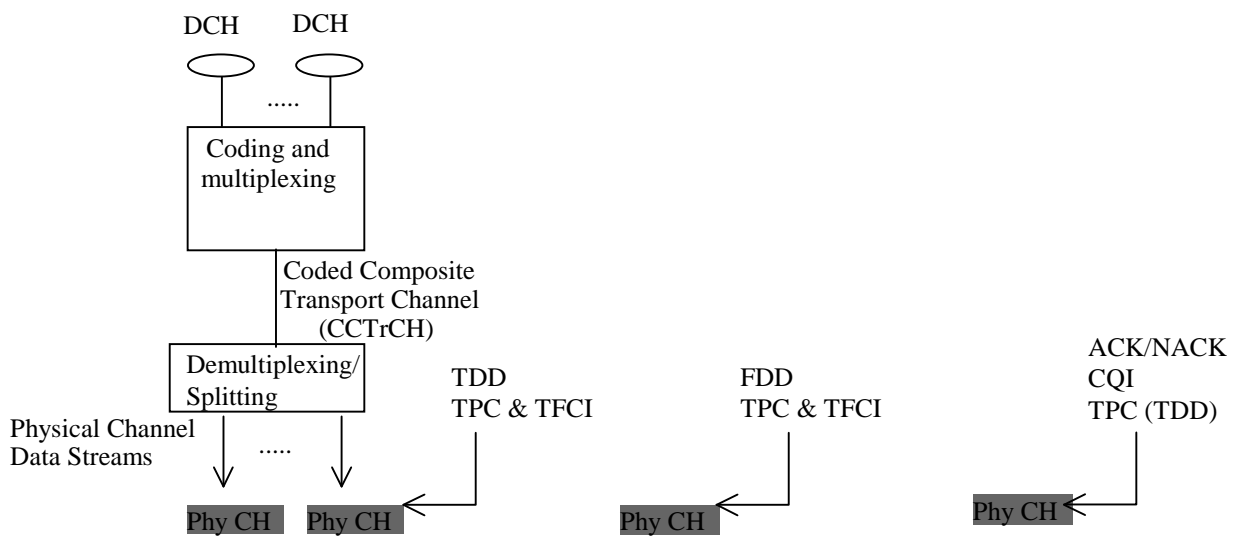 DCH DCH
.....
Coding and
multiplexing
Coded Composite
Transport Channel
(CCTrCH)
Demultiplexing/
Splitting
Physical Channel
Data Streams
.....
TDD
TPC & TFCI
FDD
TPC & TFCI
ACK/NACK
CQI
TPC (TDD)
Phy CH Phy CH Phy CH Phy CH